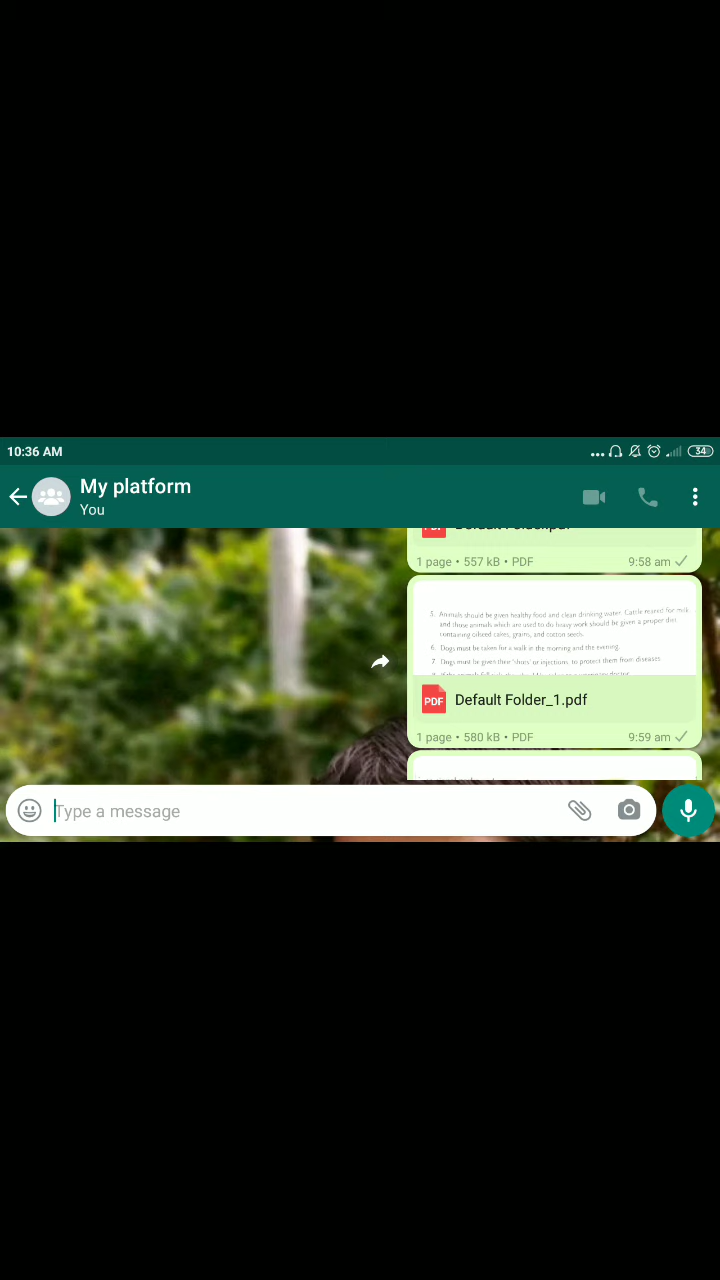 10:36 AM
34
My platform
You
1 page • 557 kB • PDF
9:58 am
5. Animals should be given healthy food and clean drinking water. Cattle reared for milk
and those animals which are used to do heavy work should be given a proper diet
containing oilseed cakes, grains, and cotton seeds.
6. Dogs must be taken for a walk in the morning and the evening.
7. Dogs must be given their 'shots' or injections to protect them from diseases
PDF
Default Folder_1.pdf
1 page • 580 kB • PDF
9:59 am
Type a message